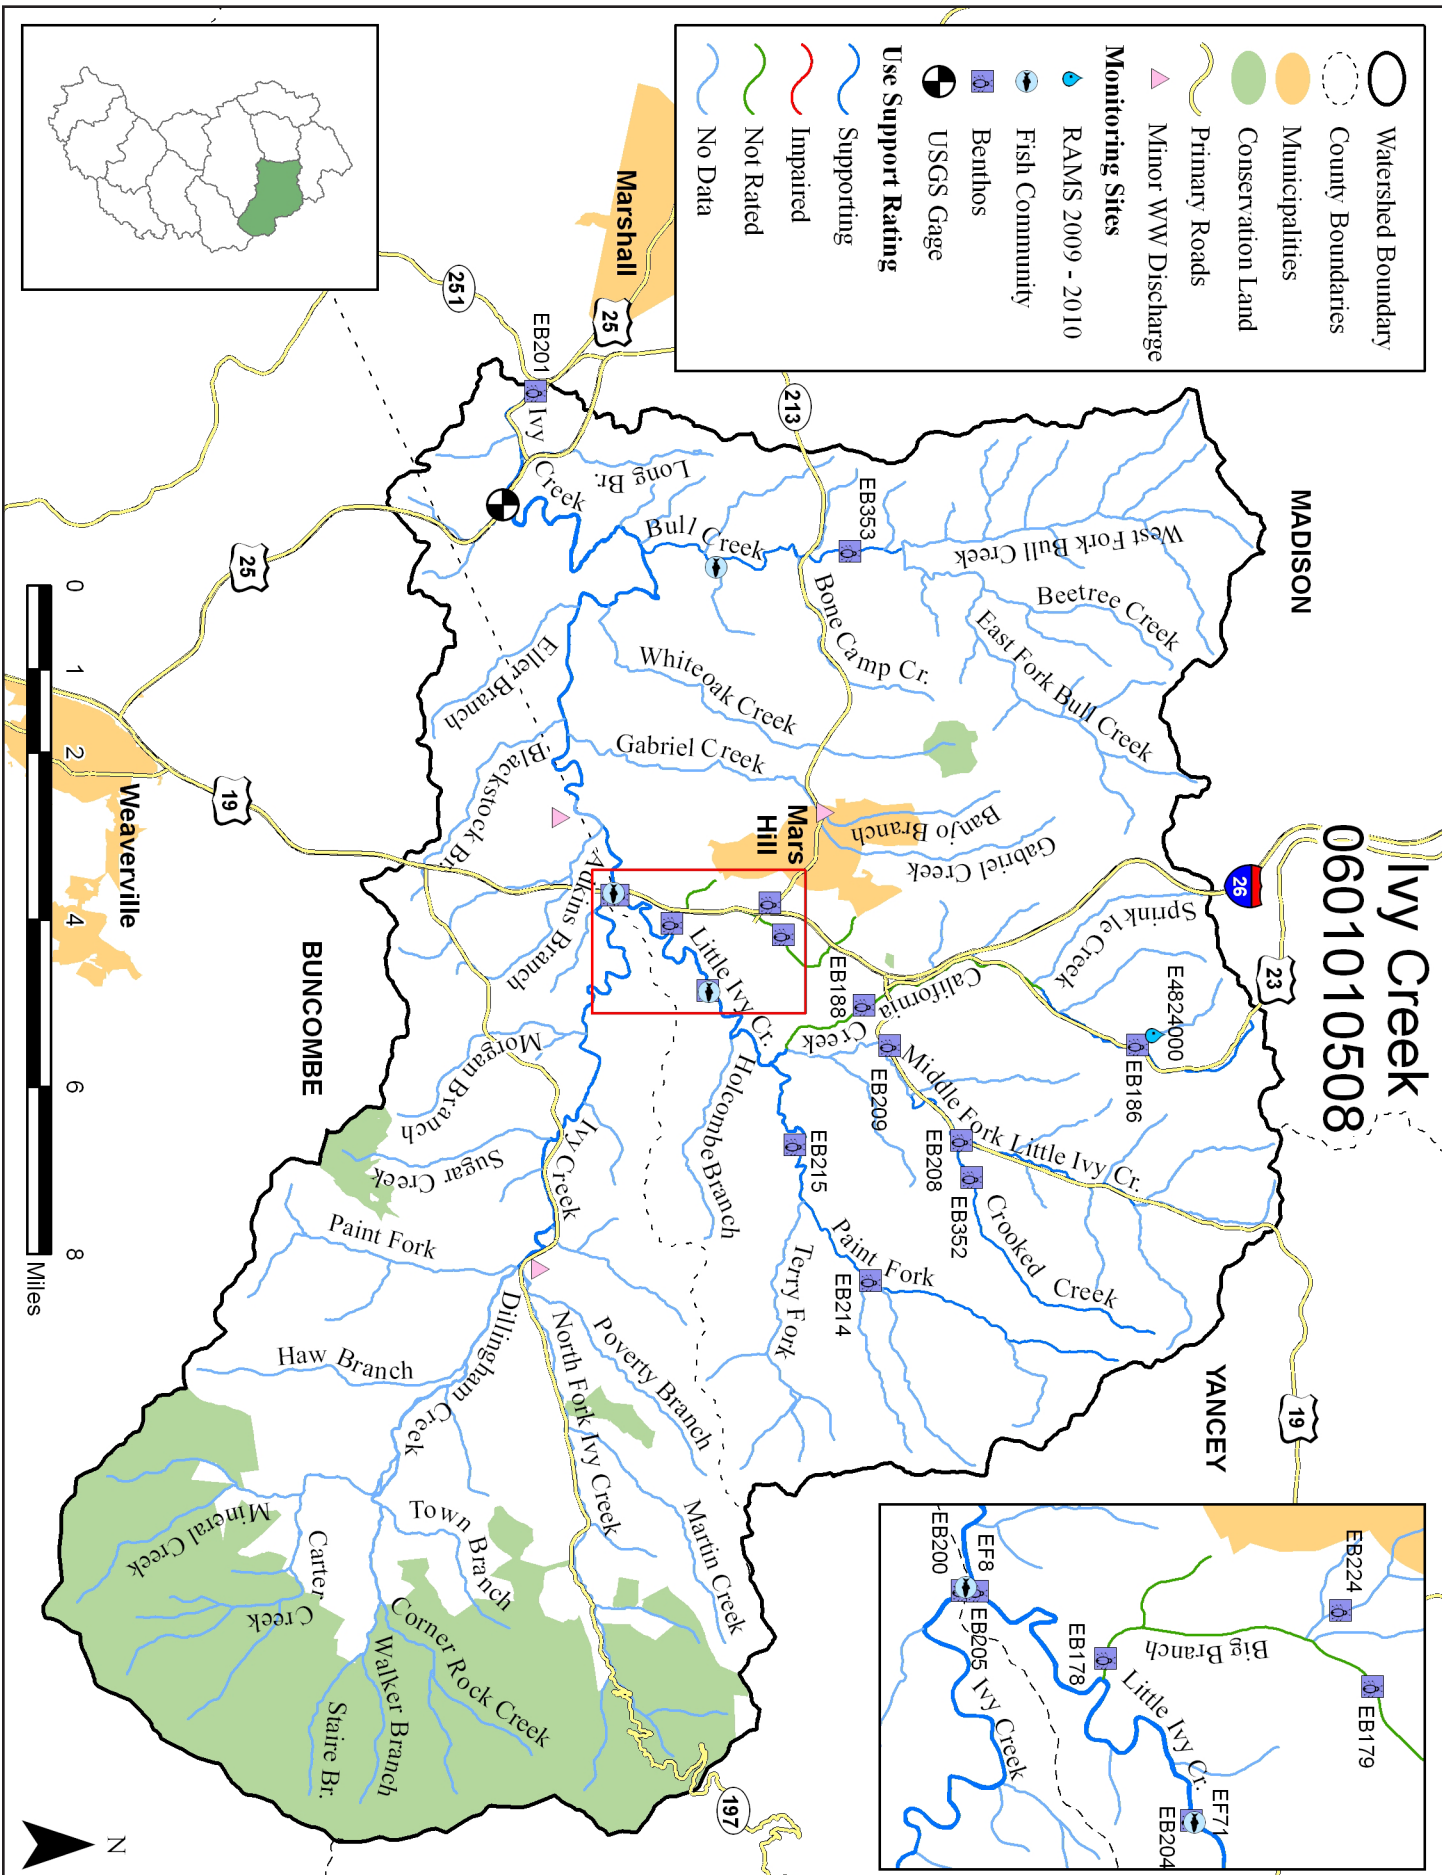 Ivy Creek
0601010508
Watershed Boundary
County Boundaries
Municipalities
Conservation Land
Primary Roads
Minor WW Discharge
Monitoring Sites
RAMS 2009 - 2010
Fish Community
Benthos
USGS Gage
Use Support Rating
Supporting
Impaired
Not Rated
No Data
MADISON
YANCEY
BUNCOMBE
Marshall
Mars
Hill
Weaverville
26
23
19
19
25
25
251
213
197
West Fork Bull Creek
Beetree Creek
East Fork Bull Creek
Bull Creek
Bone Camp Cr.
Whiteoak Creek
Gabriel Creek
Banjo Branch
Gabriel Creek
Sprinkle Creek
California
Creek
Middle Fork Little Ivy Cr.
Crooked Creek
Paint Fork
Terry Fork
Holcombe Branch
Little Ivy Cr.
Long Br.
Ivy
Creek
Eller Branch
Blackstock Br.
Adkins Branch
Morgan Branch
Sugar Creek
Ivy Creek
Paint Fork
Haw Branch
Dillingham Creek
North Fork Ivy Creek
Poverty Branch
Martin Creek
Town Branch
Mineral Creek
Carter
Creek
Corner Rock Creek
Walker Branch
Staire Br.
EB201
EB353
EB188
E4824000
EB186
EB209
EB208
EB352
EB215
EB214
EB224
EB179
Big Branch
EB178
Little Ivy Cr.
EF71
EB204
EF8
EB200
EB205
Ivy Creek
0
1
2
4
6
8
Miles
N